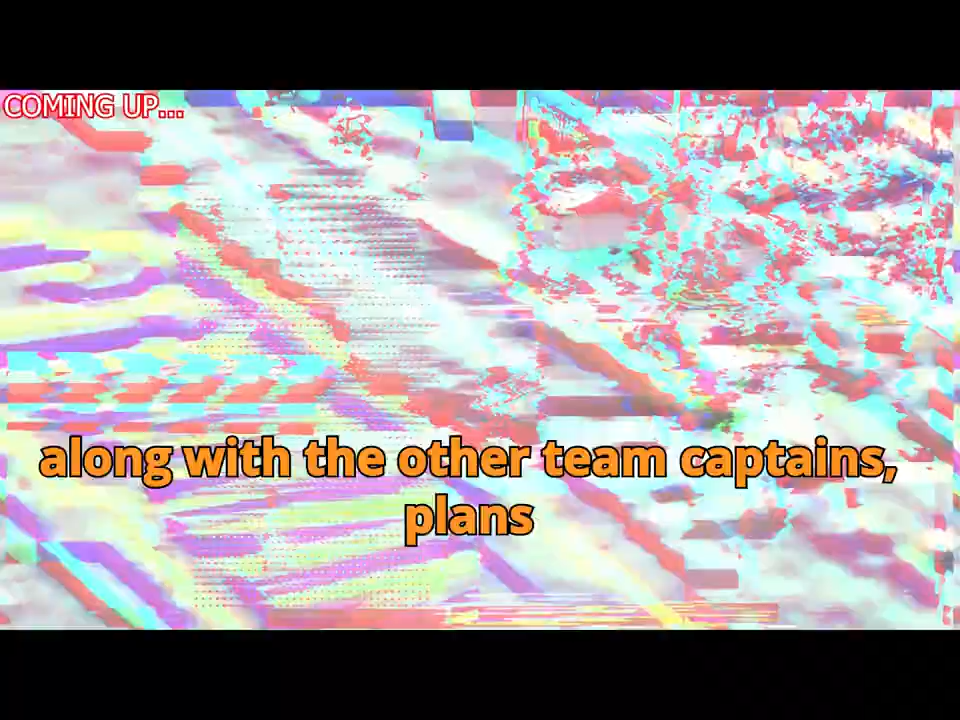 COMING UP...
along with the other team captains,
plans